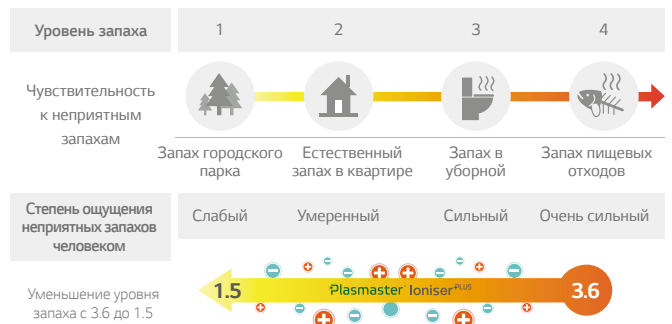 Уровень запаха 1 2 3 4
Чувствительность
к неприятным
запахам
Запах городского
парка
Естественный
запах в квартире
Запах в
уборной
Запах пищевых
отходов
Степень ощущения
неприятных запахов
человеком
Слабый Умеренный Сильный Очень сильный
Уменьшение уровня
запаха с 3.6 до 1.5
1.5 Plasmaster Ioniser PLUS 3.6